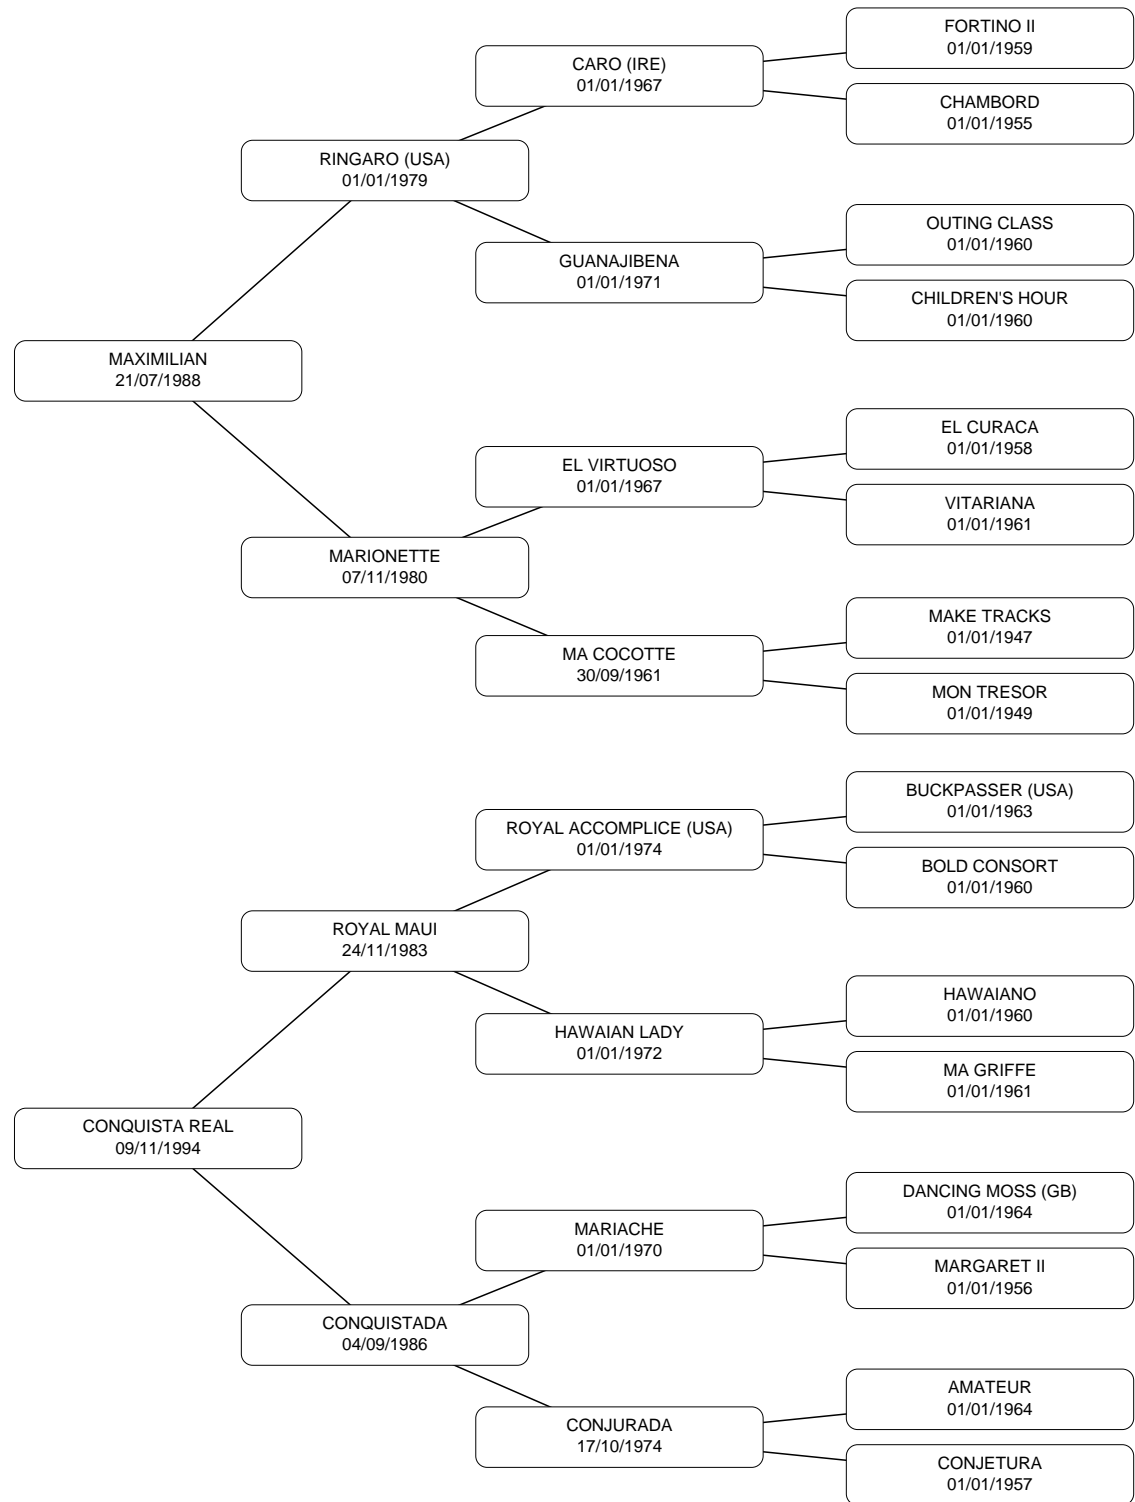 FORTINO II
01/01/1959
CARO (IRE)
01/01/1967
CHAMBORD
01/01/1955
RINGARO (USA)
01/01/1979
OUTING CLASS
01/01/1960
GUANAJIBENA
01/01/1971
CHILDREN'S HOUR
01/01/1960
MAXIMILIAN
21/07/1988
EL CURACA
01/01/1958
EL VIRTUOSO
01/01/1967
VITARIANA
01/01/1961
MARIONETTE
07/11/1980
MAKE TRACKS
01/01/1947
MA COCOTTE
30/09/1961
MON TRESOR
01/01/1949
BUCKPASSER (USA)
01/01/1963
ROYAL ACCOMPLICE (USA)
01/01/1974
BOLD CONSORT
01/01/1960
ROYAL MAUI
24/11/1983
HAWAIANO
01/01/1960
HAWAIAN LADY
01/01/1972
MA GRIFFE
01/01/1961
CONQUISTA REAL
09/11/1994
DANCING MOSS (GB)
01/01/1964
MARIACHE
01/01/1970
MARGARET II
01/01/1956
CONQUISTADA
04/09/1986
AMATEUR
01/01/1964
CONJURADA
17/10/1974
CONJETURA
01/01/1957